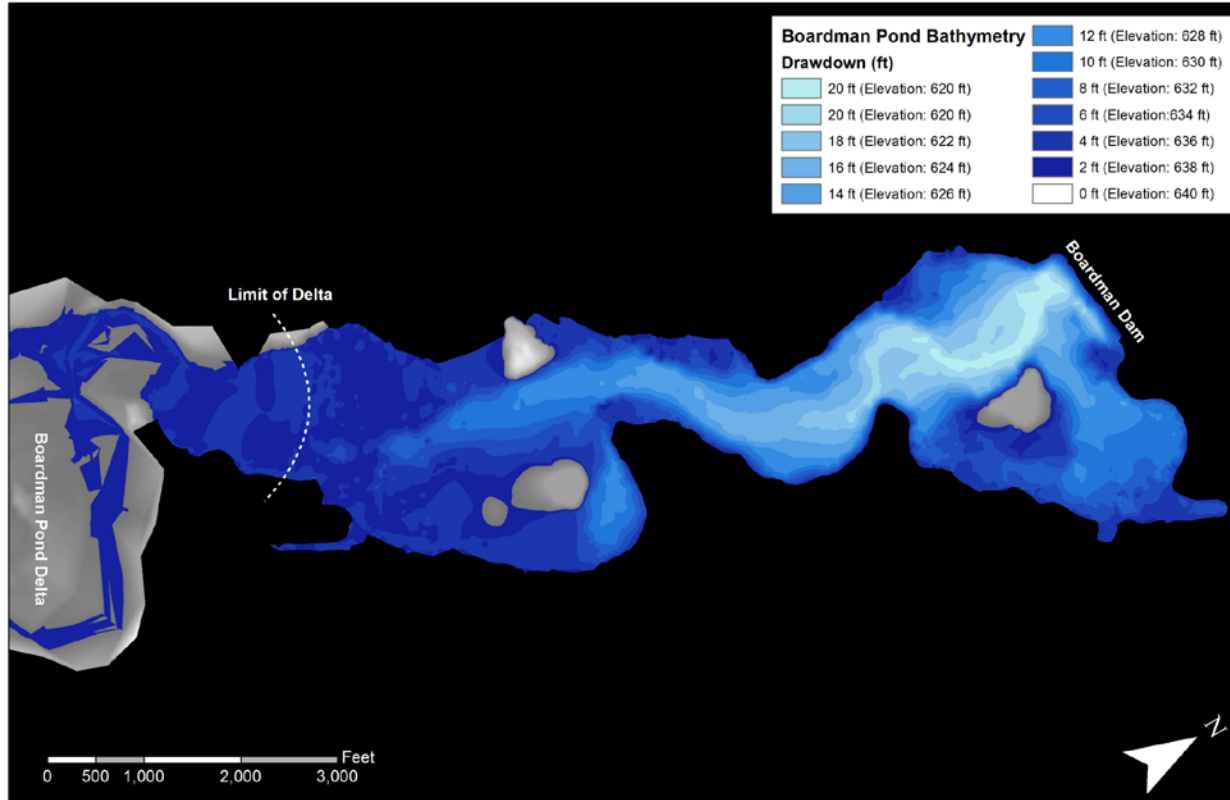 Boardman Pond Bathymetry
Drawdown (ft)
20 ft (Elevation: 620 ft)
20 ft (Elevation: 620 ft)
18 ft (Elevation: 622 ft)
16 ft (Elevation: 624 ft)
14 ft (Elevation: 626 ft)
12 ft (Elevation: 628 ft)
10 ft (Elevation: 630 ft)
8 ft (Elevation: 632 ft)
6 ft (Elevation:634 ft)
4 ft (Elevation: 636 ft)
2 ft (Elevation: 638 ft)
0 ft (Elevation: 640 ft)
Boardman Dam
Limit of Delta
Boardman Pond Delta
Feet
0 500 1,000 2,000 3,000
N